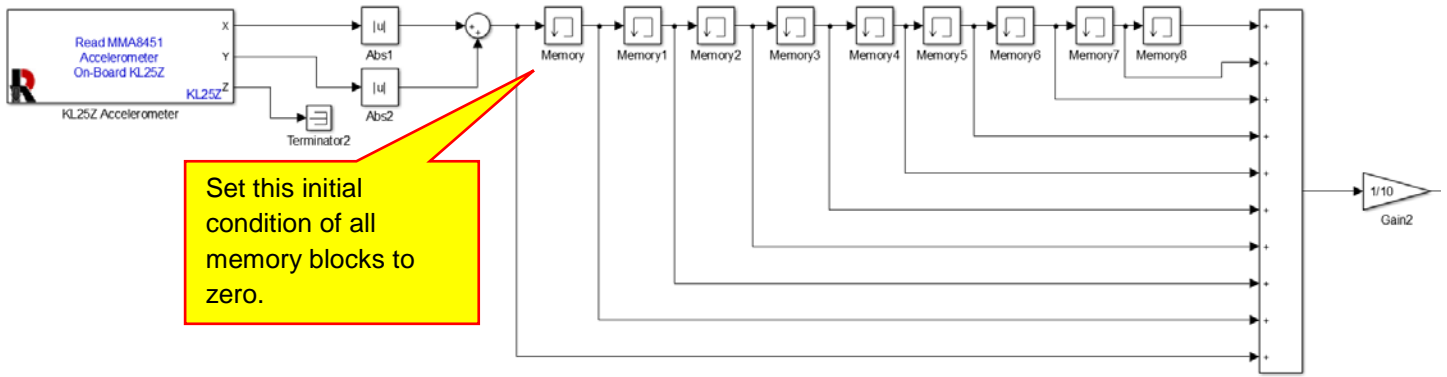 Read MMA8451
Accelerometer
On-Board KL25Z
KL25Z
X
Y
Z
KL25Z Accelerometer
Terminator2
|u|
Abs1
|u|
Abs2
+
+
Memory
Memory1
Memory2
Memory3
Memory4
Memory5
Memory6
Memory7
Memory8
+
+
+
+
+
+
+
+
+
+
1/10
Gain2
Set this initial
condition of all
memory blocks to
zero.